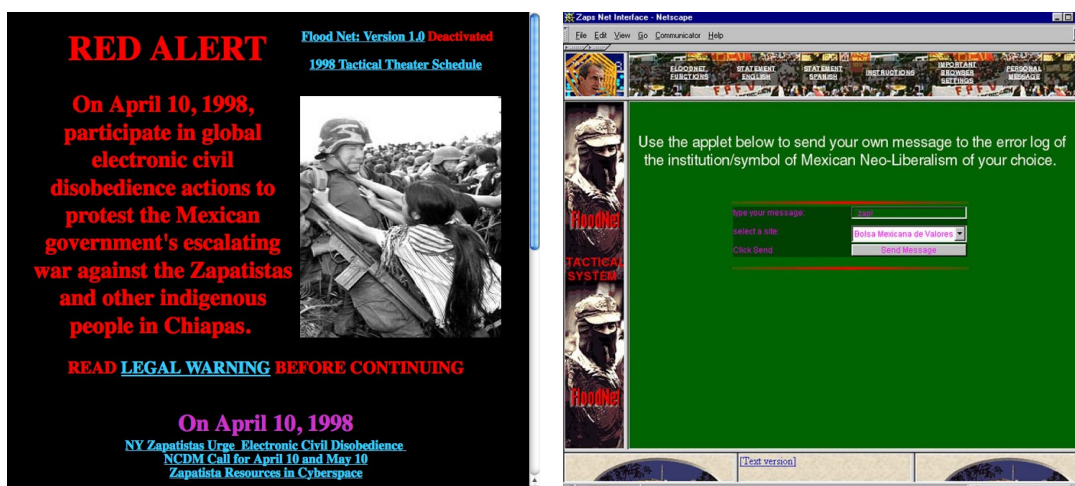 RED ALERT
Flood Net: Version 1.0 Deactivated
1998 Tactical Theater Schedule
On April 10, 1998,
participate in global
electronic civil
disobedience actions to
protest the Mexican
government's escalating
war against the Zapatistas
and other indigenous
people in Chiapas.
READ LEGAL WARNING BEFORE CONTINUING
On April 10, 1998
NY Zapatistas Urge Electronic Civil Disobedience
NCDM Call for April 10 and May 10
Zapatista Resources in Cyberspace
Zaps Net Interface - Netscape
File Edit View Go Communicator Help
FLOODNET FUNCTIONS
STATEMENT ENGLISH
STATEMENT SPANISH
INSTRUCTIONS
IMPORTANT BROWSER SETTINGS
PERSONAL MESSAGE
Use the applet below to send your own message to the error log of
the institution/symbol of Mexican Neo-Liberalism of your choice.
type your message: zapi
select a site: Bolsa Mexicana de Valores
Click Send Send Message
FloodNet
TACTICAL
SYSTEM
FloodNet
[Text version]